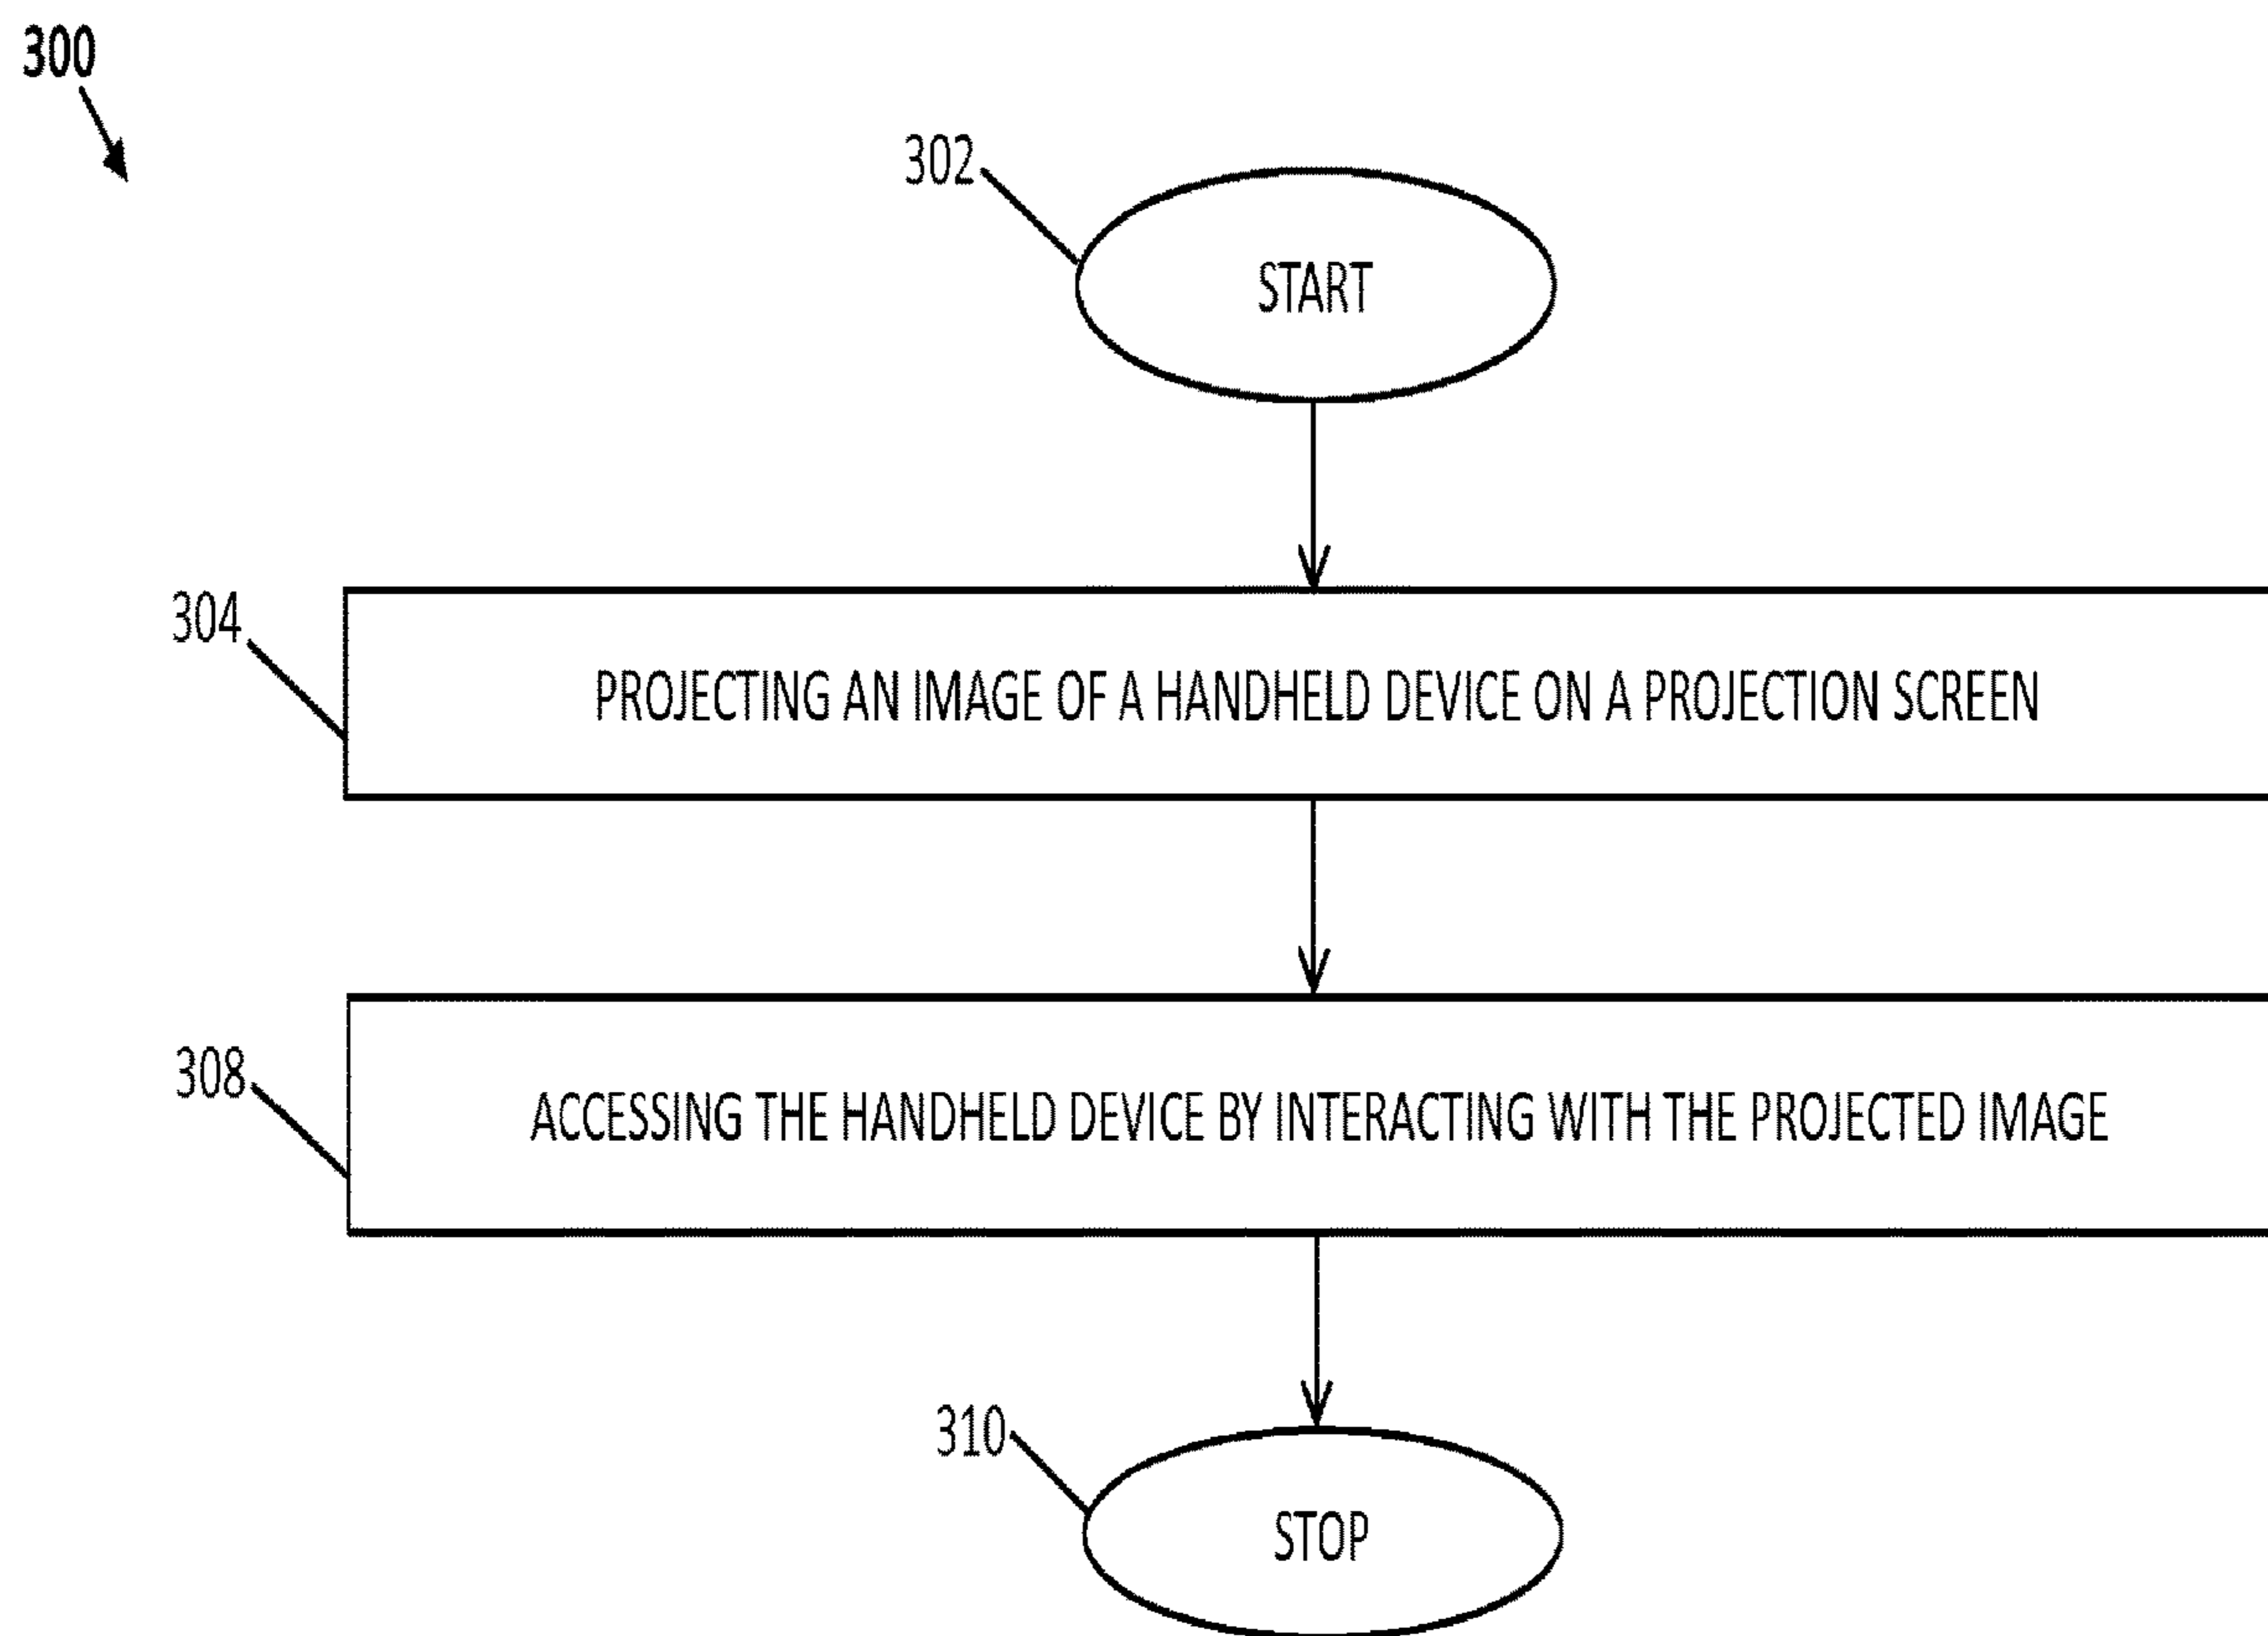 300
302
START
304
PROJECTING AN IMAGE OF A HANDHELD DEVICE ON A PROJECTION SCREEN
308
ACCESSING THE HANDHELD DEVICE BY INTERACTING WITH THE PROJECTED IMAGE
310
STOP